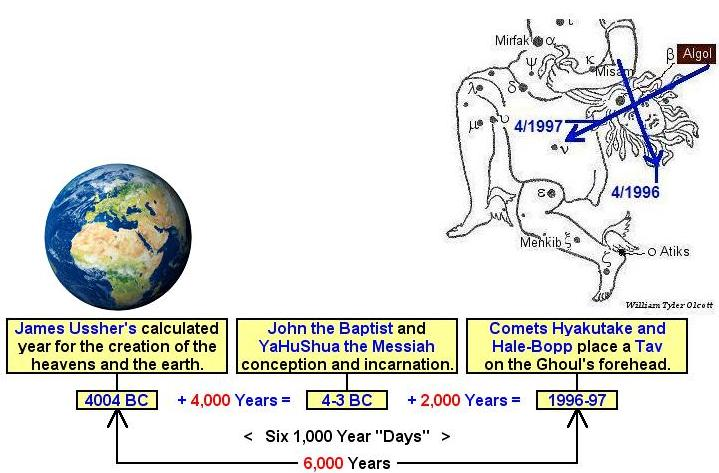 ι
Mirfak α
κ
Misam
β Algol
ψ
λ δ
μ υ
4/1997
ν
4/1996
ε
Menkib ξ
ο Atiks
ζ
William Tyler Olcott
James Ussher's calculated
year for the creation of the
heavens and the earth.
John the Baptist and
YaHuShua the Messiah
conception and incarnation.
Comets Hyakutake and
Hale-Bopp place a Tav
on the Ghoul's forehead.
4004 BC + 4,000 Years = 4-3 BC + 2,000 Years = 1996-97
< Six 1,000 Year "Days" >
6,000 Years